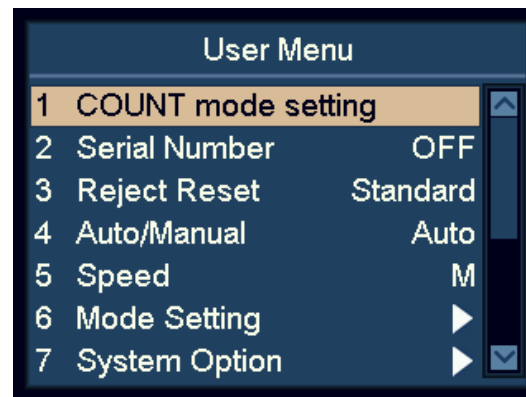 User Menu
1 COUNT mode setting
2 Serial Number OFF
3 Reject Reset Standard
4 Auto/Manual Auto
5 Speed M
6 Mode Setting
7 System Option